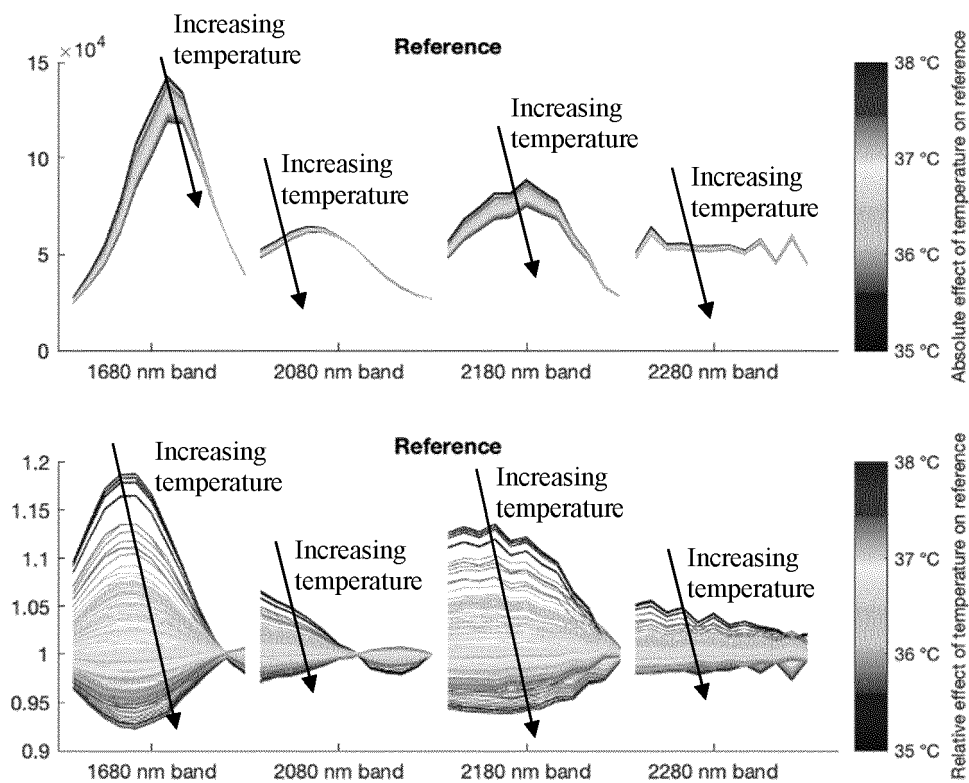 Increasing
temperature
×10⁴
Reference
15
10
5
0
Increasing
temperature
Increasing
temperature
Increasing
temperature
1680 nm band
2080 nm band
2180 nm band
2280 nm band
38 °C
37 °C
36 °C
35 °C
Absolute effect of temperature on reference
Reference
1.2
1.15
1.1
1.05
1
0.95
0.9
Increasing
temperature
Increasing
temperature
Increasing
temperature
Increasing
temperature
1680 nm band
2080 nm band
2180 nm band
2280 nm band
38 °C
37 °C
36 °C
35 °C
Relative effect of temperature on reference